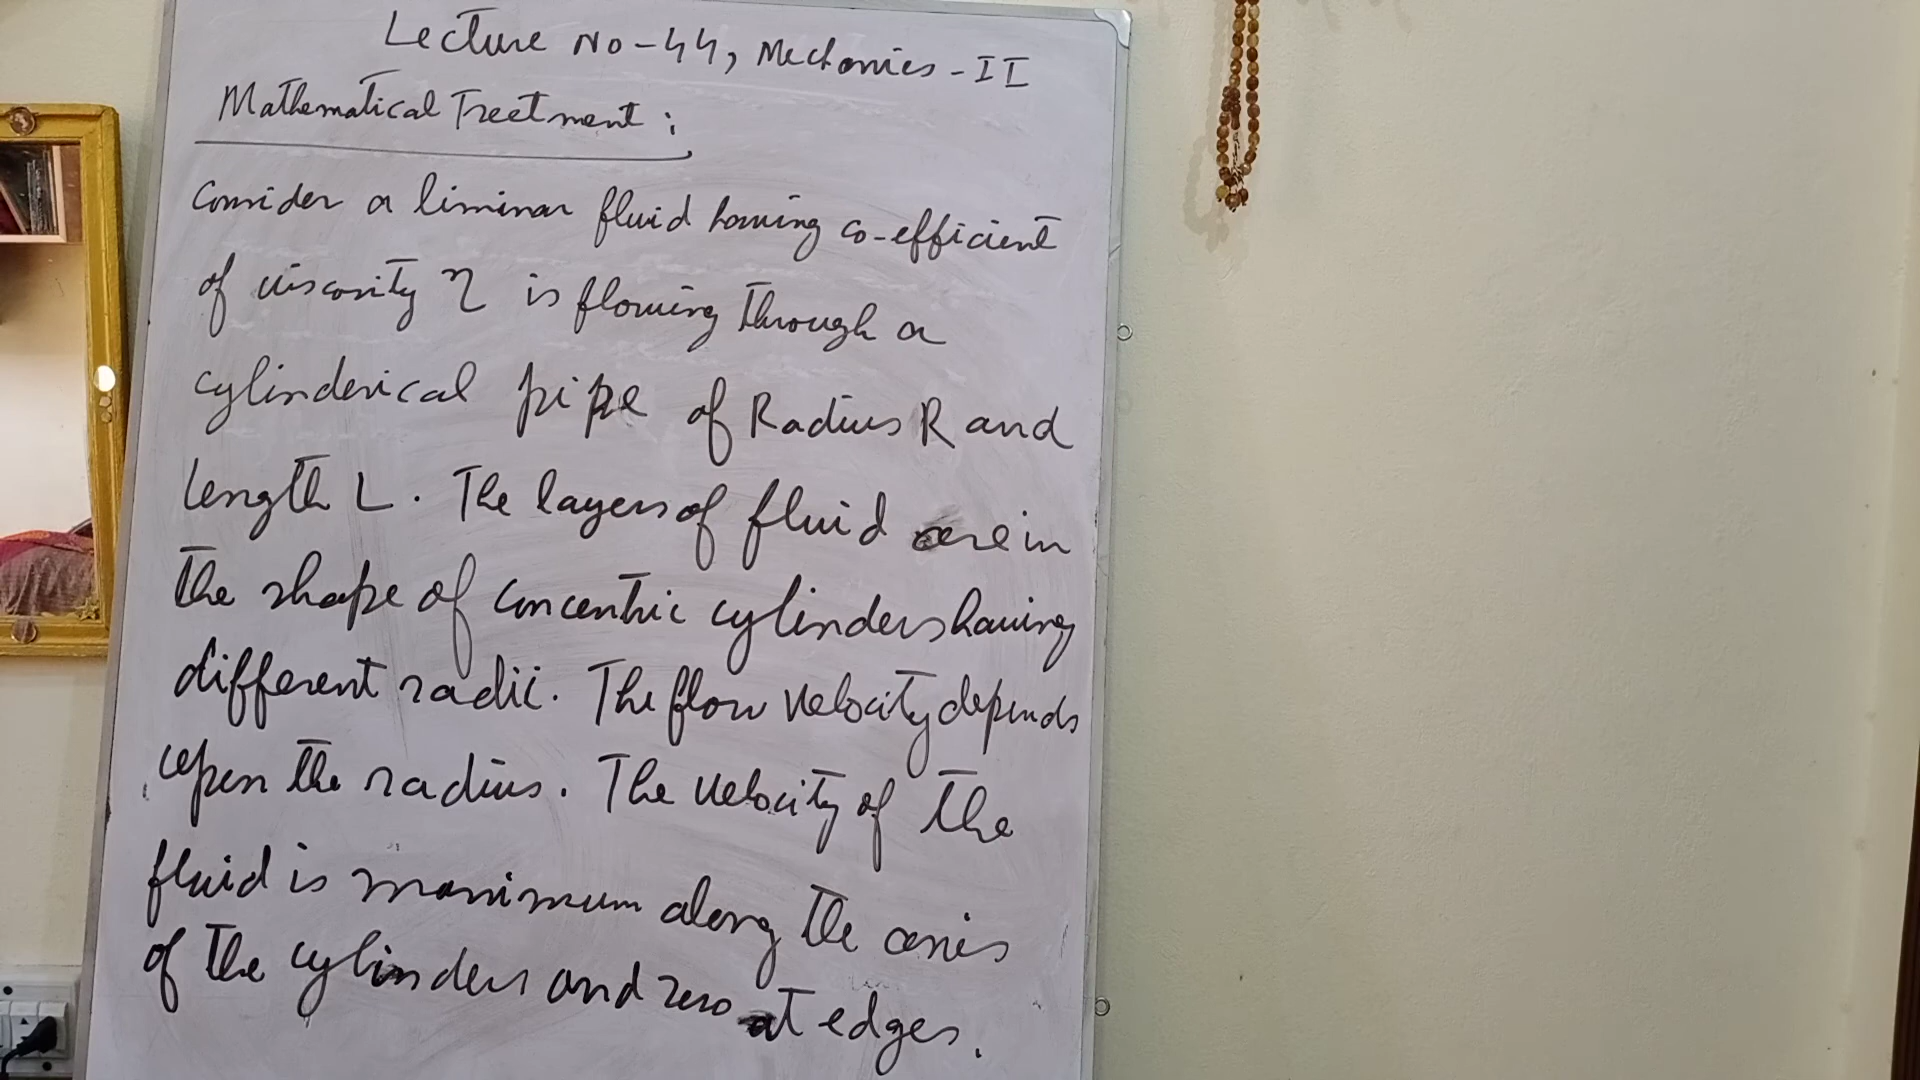 Lecture No-44, Mechanics-II
Mathematical Treetment:
Consider a liminar fluid having co-efficient
of viscosity η is flowing through a
cylinderical pipe of Radius R and
length L. The layers of fluid are in
the shape of concentric cylinders having
different radii. The flow velocity depends
upon the radius. The velocity of the
fluid is maximum along the axis
of the cylinders and zero at edges.